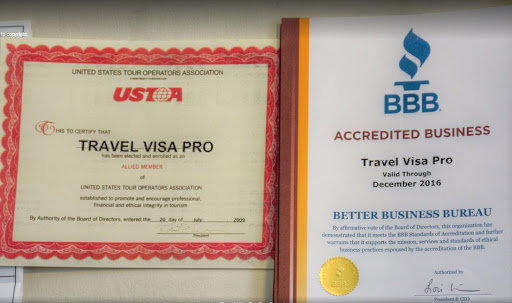 to copyright
UNITED STATES TOUR OPERATORS ASSOCIATION
USTOA
THIS TO CERTIFY THAT
TRAVEL VISA PRO
has been elected and enrolled as an
ALLIED MEMBER
of
UNITED STATES TOUR OPERATORS ASSOCIATION
established to promote and encourage professional,
financial and ethical integrity in tourism
By Authority of the Board of Directors, entered the 20 day of July 2009
President
BBB
ACCREDITED BUSINESS
Travel Visa Pro
Valid Through
December 2016
BETTER BUSINESS BUREAU
By affirmative vote of the Board of Directors, this organization has
demonstrated that it meets the BBB Standards of Accreditation and further
warrants that it supports the mission, services and standards of ethical
business practices espoused by the accreditation of the BBB.
Authorized by
President & CEO